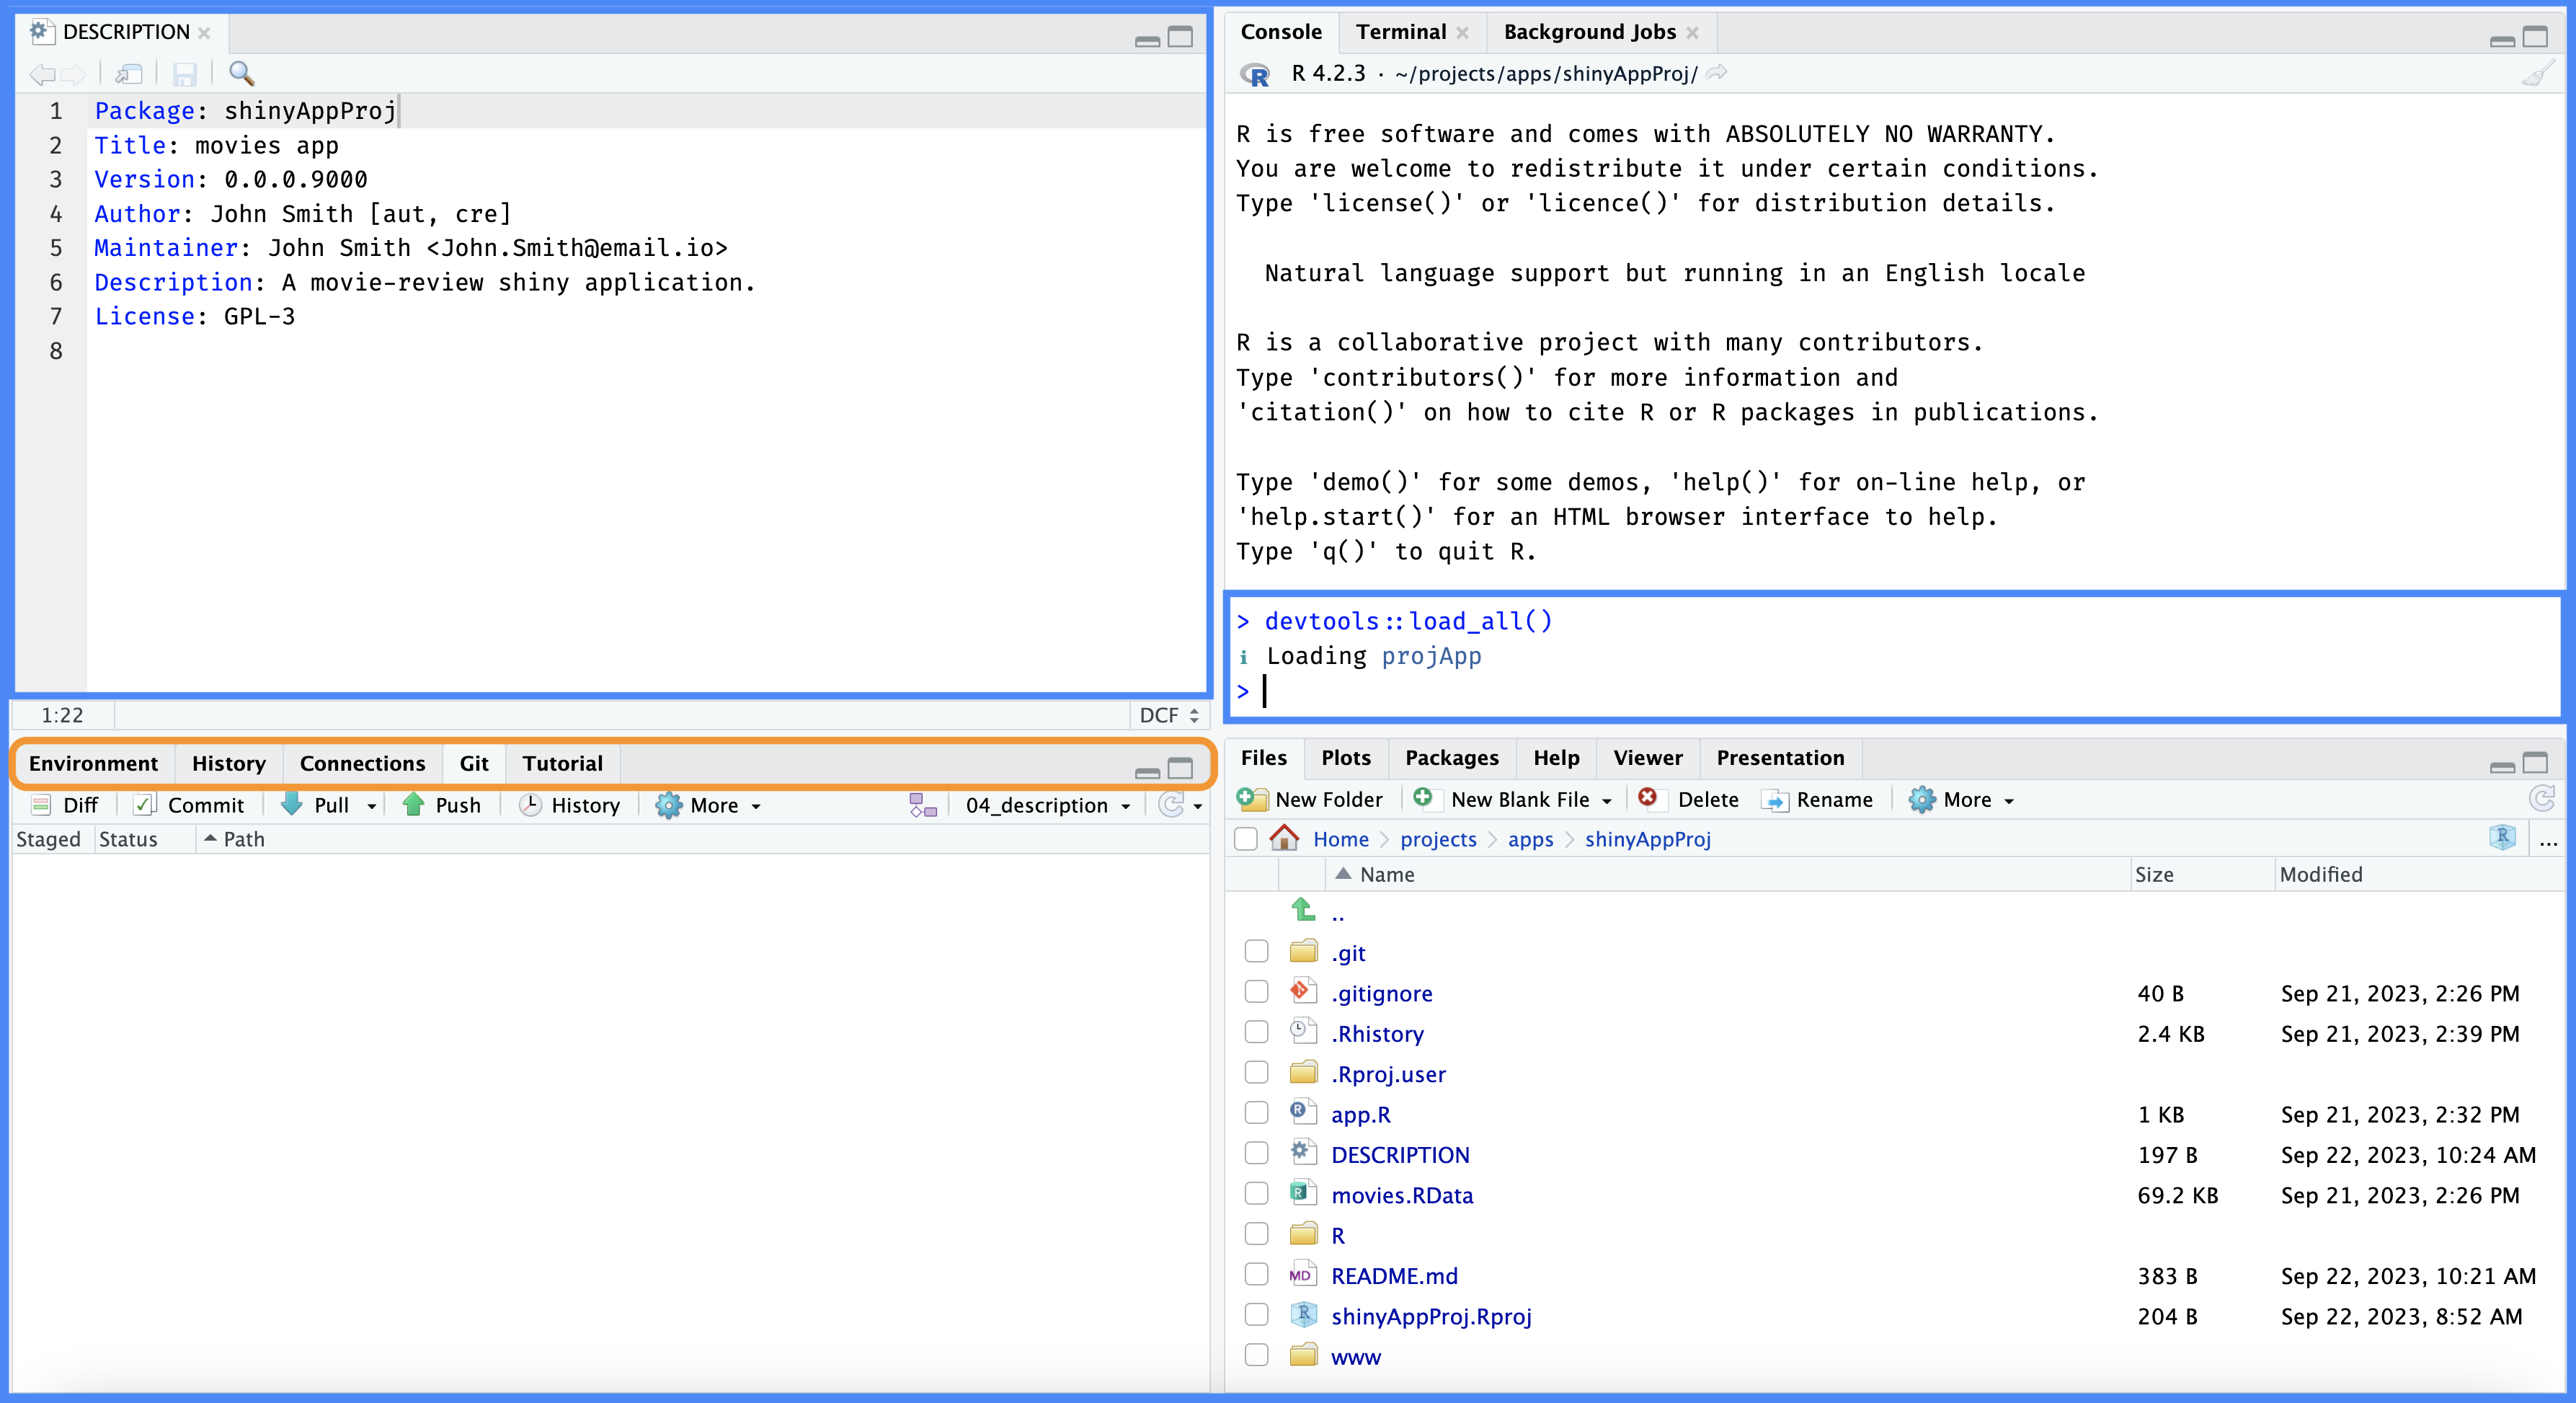 DESCRIPTION
1 Package: shinyAppProj
2 Title: movies app
3 Version: 0.0.0.9000
4 Author: John Smith [aut, cre]
5 Maintainer: John Smith <John.Smith@email.io>
6 Description: A movie-review shiny application.
7 License: GPL-3
8
1:22 DCF
Environment History Connections Git Tutorial
Diff Commit Pull Push History More 04_description
Staged Status Path
Console Terminal Background Jobs
R R 4.2.3 · ~/projects/apps/shinyAppProj/
R is free software and comes with ABSOLUTELY NO WARRANTY.
You are welcome to redistribute it under certain conditions.
Type 'license()' or 'licence()' for distribution details.
Natural language support but running in an English locale
R is a collaborative project with many contributors.
Type 'contributors()' for more information and
'citation()' on how to cite R or R packages in publications.
Type 'demo()' for some demos, 'help()' for on-line help, or
'help.start()' for an HTML browser interface to help.
Type 'q()' to quit R.
> devtools::load_all()
ℹ Loading projApp
>
Files Plots Packages Help Viewer Presentation
New Folder New Blank File Delete Rename More
Home projects apps shinyAppProj R ...
Name Size Modified
..
.git
.gitignore 40 B Sep 21, 2023, 2:26 PM
.Rhistory 2.4 KB Sep 21, 2023, 2:39 PM
.Rproj.user
R app.R 1 KB Sep 21, 2023, 2:32 PM
DESCRIPTION 197 B Sep 22, 2023, 10:24 AM
R movies.RData 69.2 KB Sep 21, 2023, 2:26 PM
R
MD README.md 383 B Sep 22, 2023, 10:21 AM
R shinyAppProj.Rproj 204 B Sep 22, 2023, 8:52 AM
www